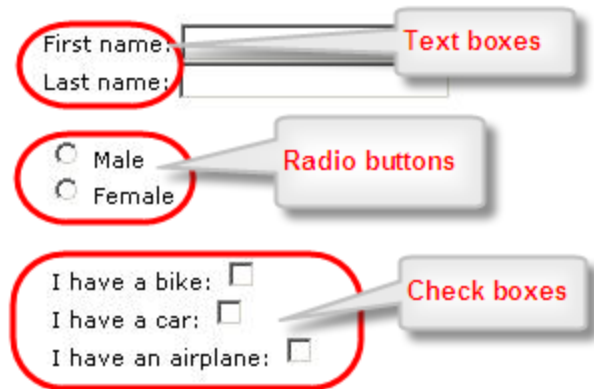 First name:
Text boxes
Last name:
Male
Radio buttons
Female
I have a bike:
Check boxes
I have a car:
I have an airplane: